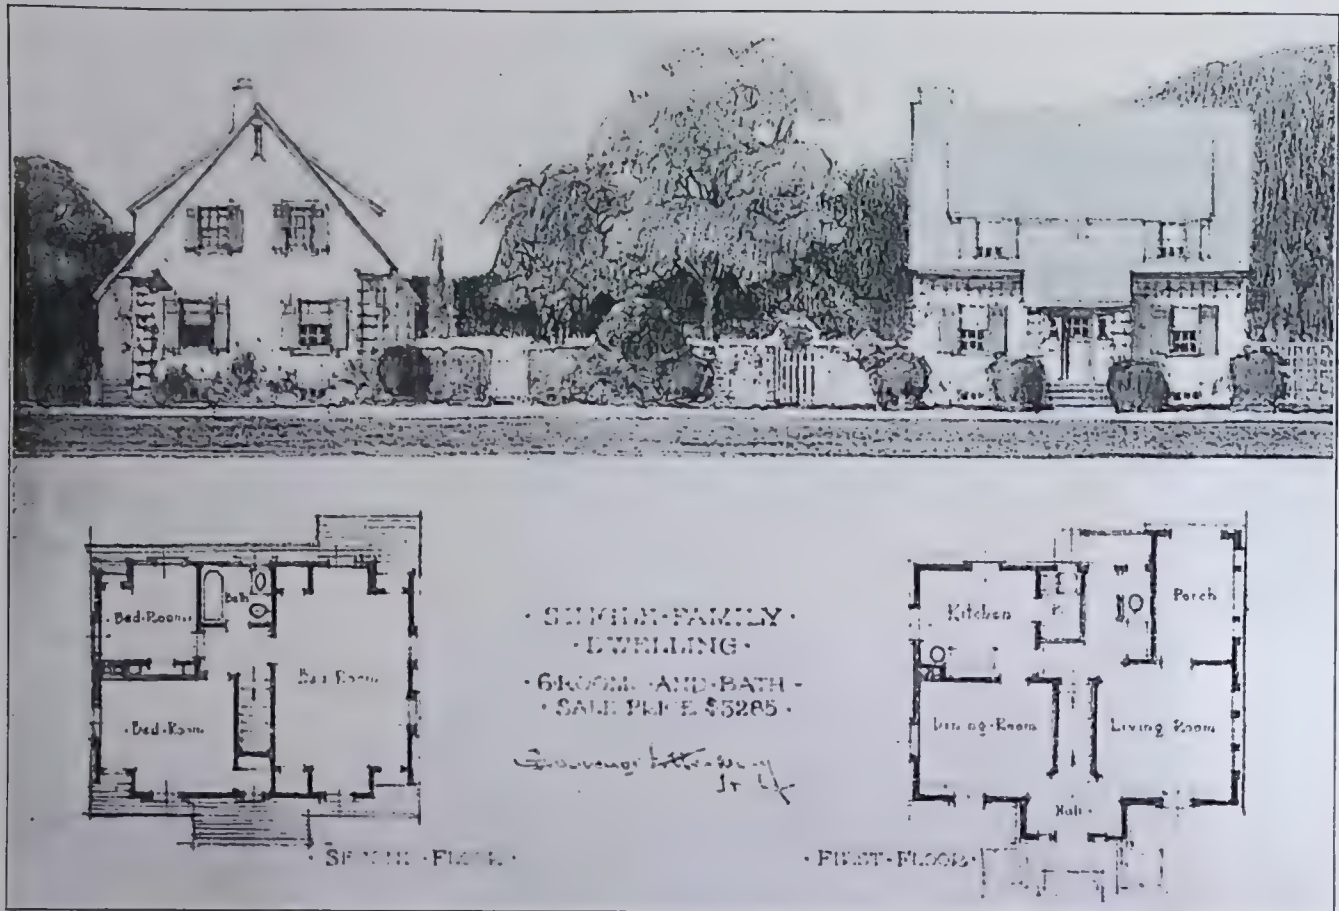 Bed-Room
Bath
Bed Room
Bed-Room
SECOND-FLOOR
SINGLE-FAMILY
DWELLING
6-ROOMS-AND-BATH
SALE PRICE
Kitchen
Porch
Dining-Room
Living Room
Hall
FIRST-FLOOR